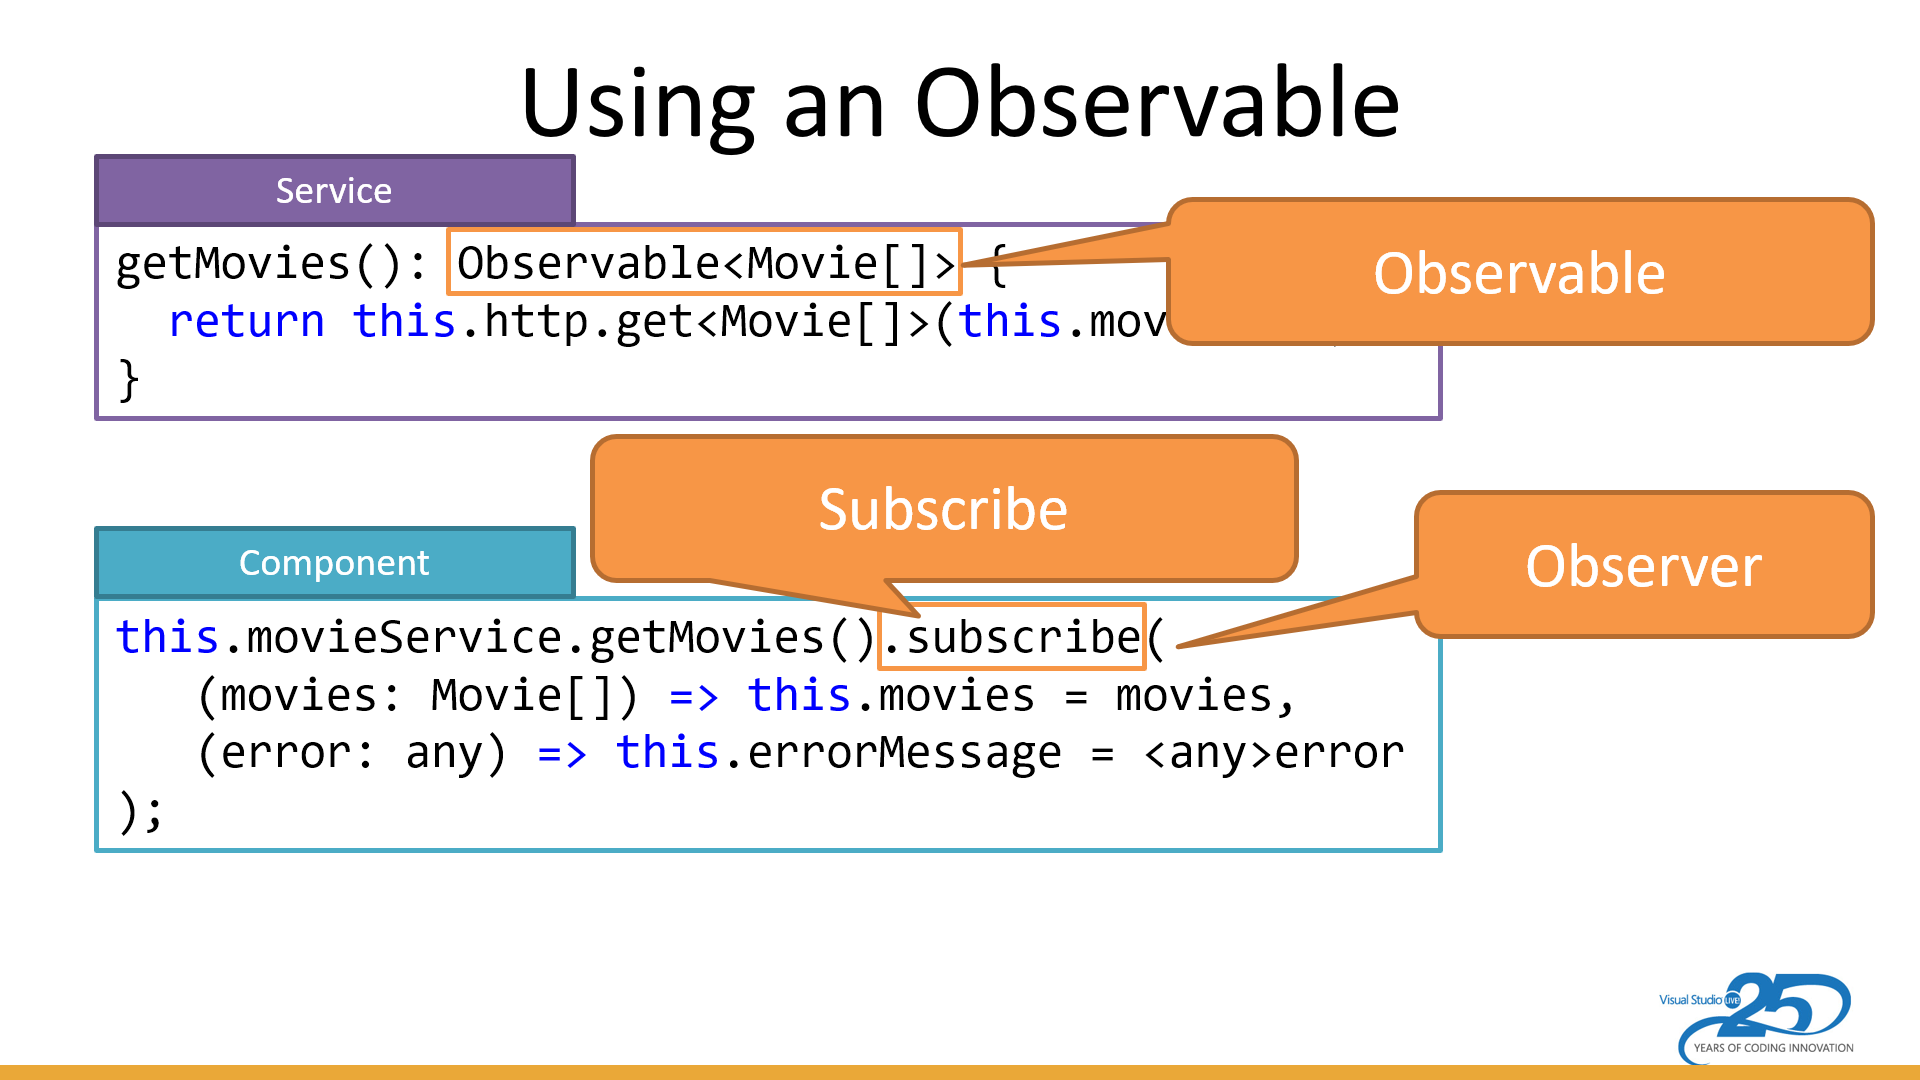 Using an Observable
Service
getMovies(): Observable<Movie[]> {
Observable
return this.http.get<Movie[]>(this.mov
}
Subscribe
Observer
Component
this.movieService.getMovies().subscribe(
(movies: Movie[]) => this.movies = movies,
(error: any) => this.errorMessage = <any>error
);
Visual Studio LIVE! 25
YEARS OF CODING INNOVATION